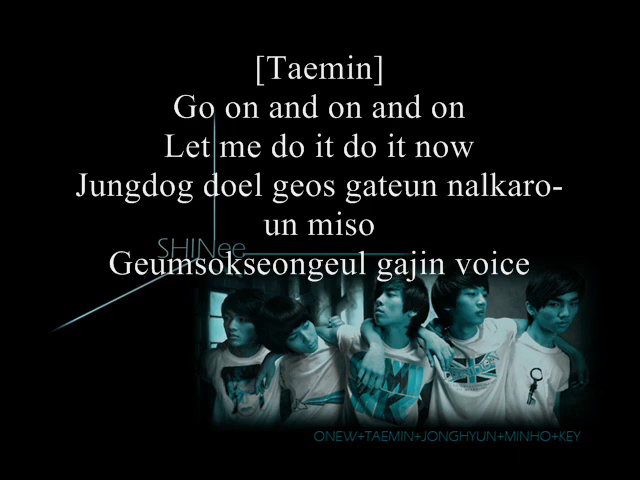 [Taemin]
Go on and on and on
Let me do it do it now
Jungdog doel geos gateun nalkaro-
un miso
SHINee
Geumsokseongeul gajin voice
ONEW+TAEMIN+JONGHYUN+MINHO+KEY